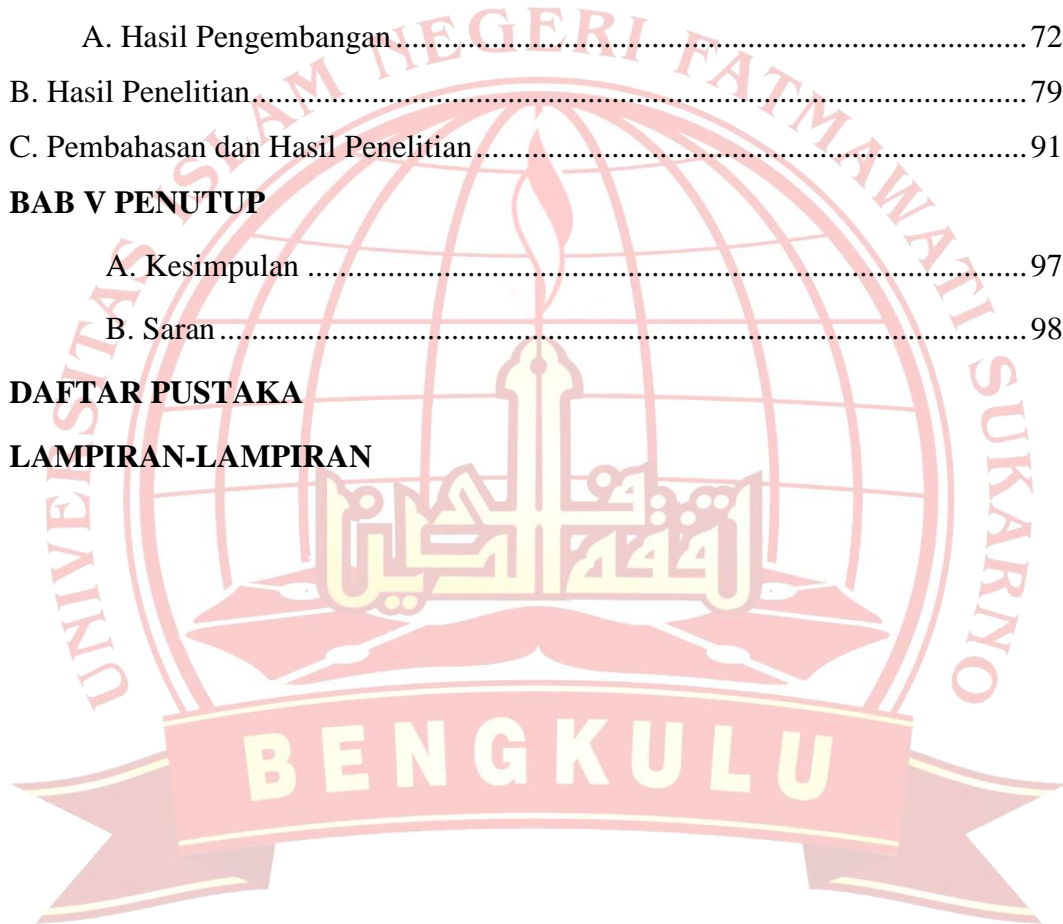 A. Hasil Pengembangan ........ 72
B. Hasil Penitian ........ 79
C. Pembahasan dan Hasil Penelitian ........ 91
BAB V PENUTUP
A. Kesimpulan ........ 97
B. Saran ........ 98
DAFTAR PUSTAKA
LAMPIRAN-LAMPIRAN
UNIVERSITAS ISLAM NEGERI FATMAWATI SUKARNO
BENGKULU